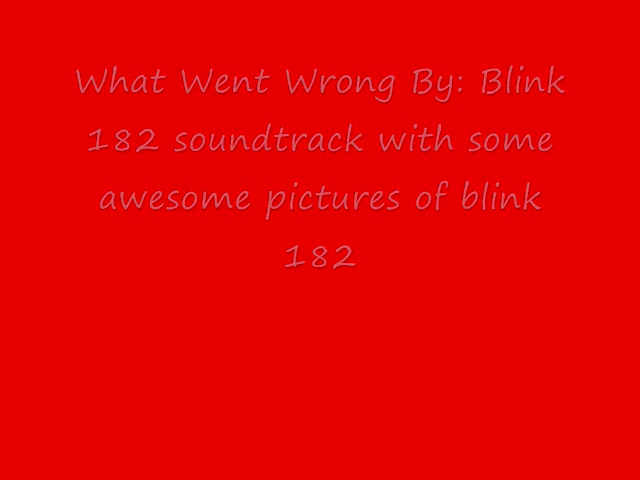 What Went Wrong By: Blink
182 soundtrack with some
awesome pictures of blink
182